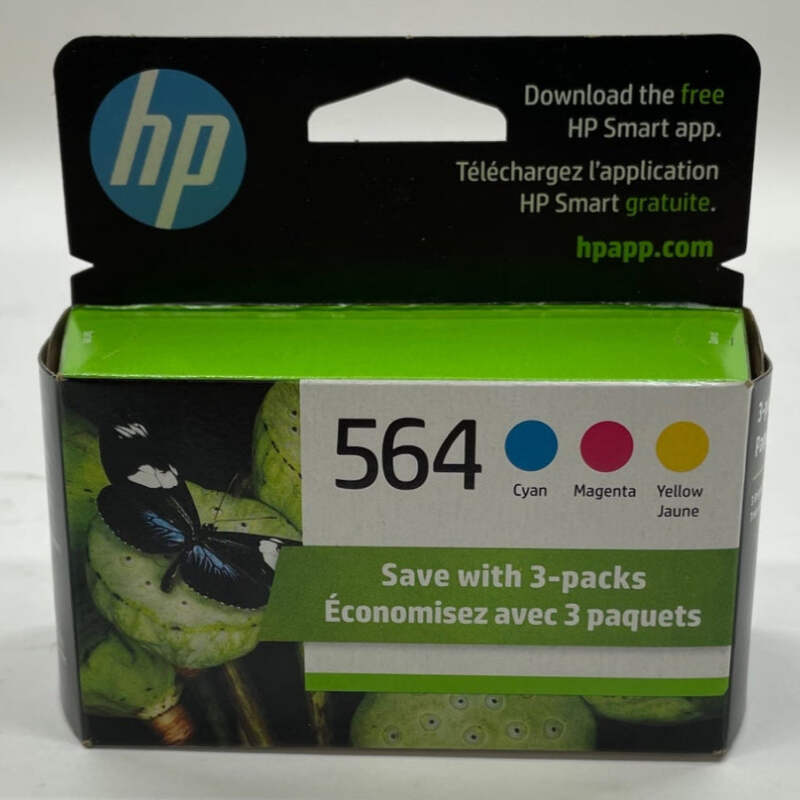 hp
Download the free
HP Smart app.
Téléchargez l'application
HP Smart gratuite.
hpapp.com
564
Cyan
Magenta
Yellow
Jaune
Save with 3-packs
Économisez avec 3 paquets